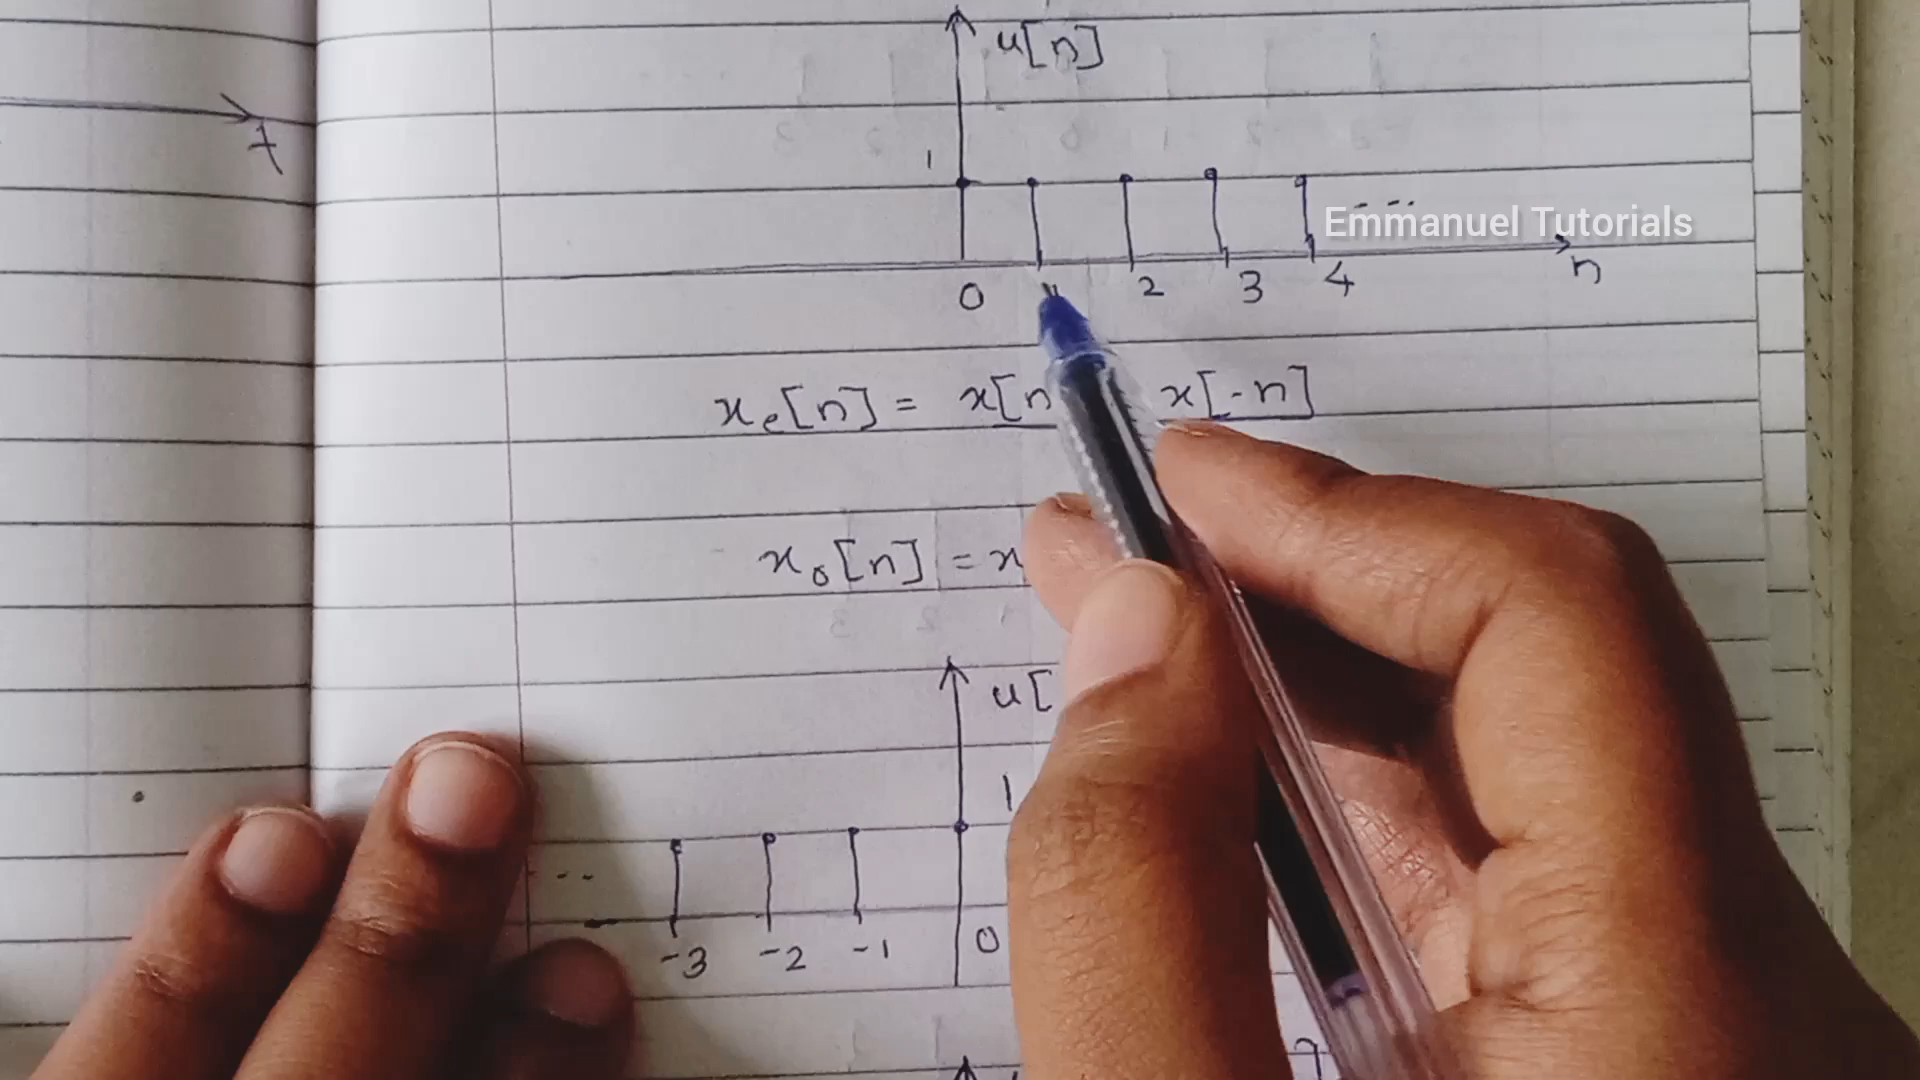 u[n]
t
1
Emmanuel Tutorials
0 2 3 4 n
xe[n] = x[n x[-n]
xo[n] = x
u[
1
-3 -2 -1 0